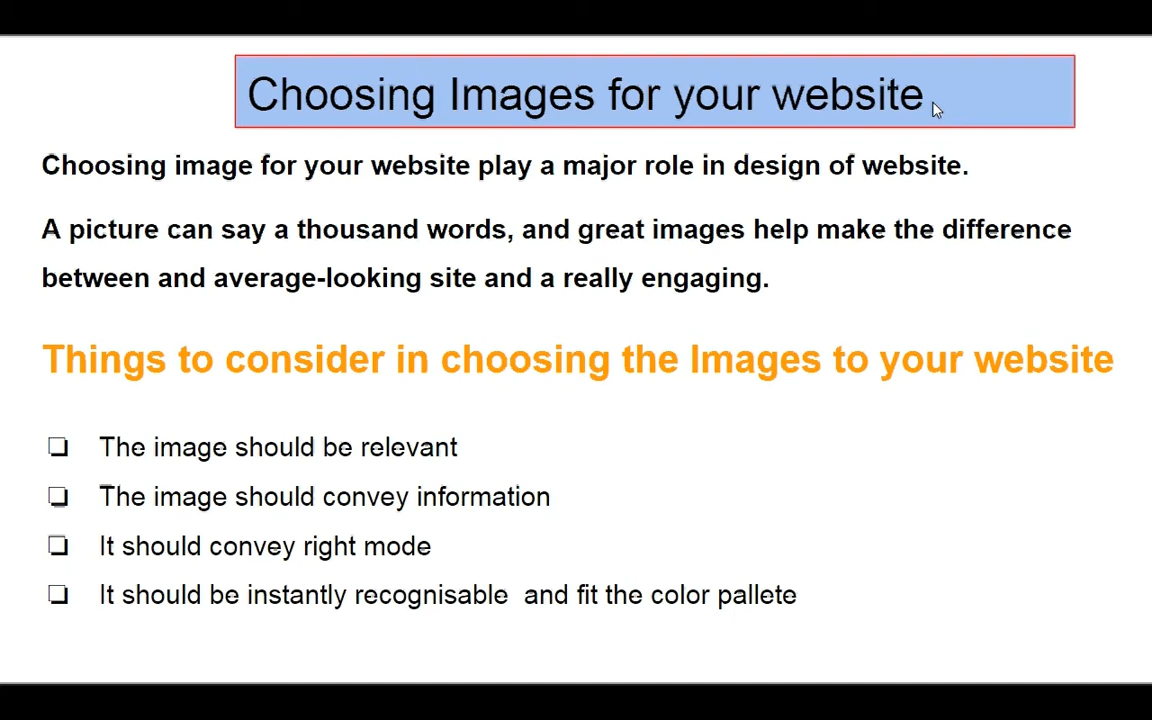 Choosing Images for your website
Choosing image for your website play a major role in design of website.
A picture can say a thousand words, and great images help make the difference
between and average-looking site and a really engaging.
Things to consider in choosing the Images to your website
❏ The image should be relevant
❏ The image should convey information
❏ It should convey right mode
❏ It should be instantly recognisable  and fit the color pallete